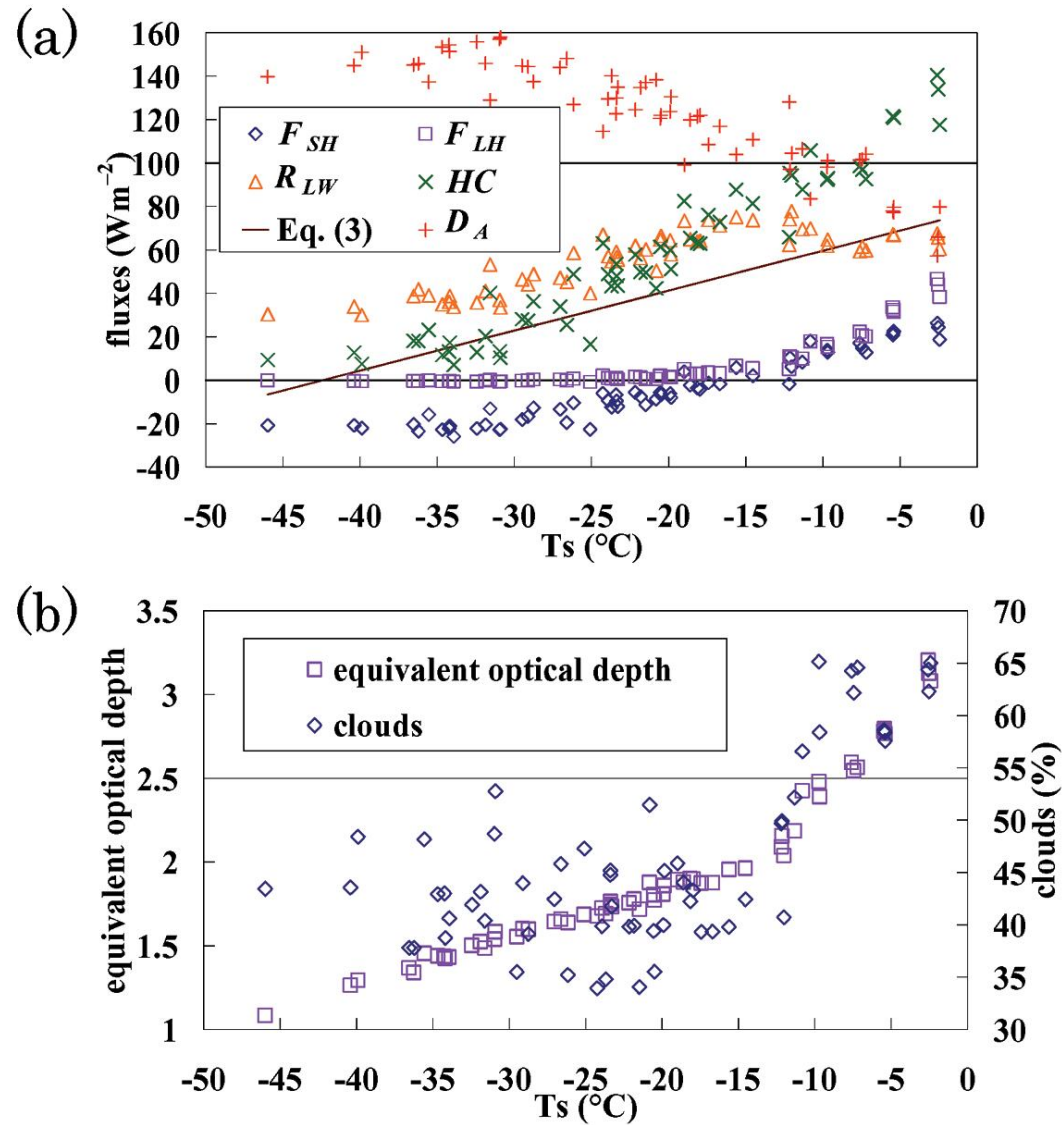 (a)
160
140
120
100
80
60
40
20
0
-20
-40
fluxes (Wm⁻²)
F_SH F_LH
R_LW HC
Eq. (3) D_A
-50 -45 -40 -35 -30 -25 -20 -15 -10 -5 0
Ts (°C)
(b)
3.5
3
2.5
2
1.5
1
equivalent optical depth
equivalent optical depth
clouds
70
65
60
55
50
45
40
35
30
clouds (%)
-50 -45 -40 -35 -30 -25 -20 -15 -10 -5 0
Ts (°C)